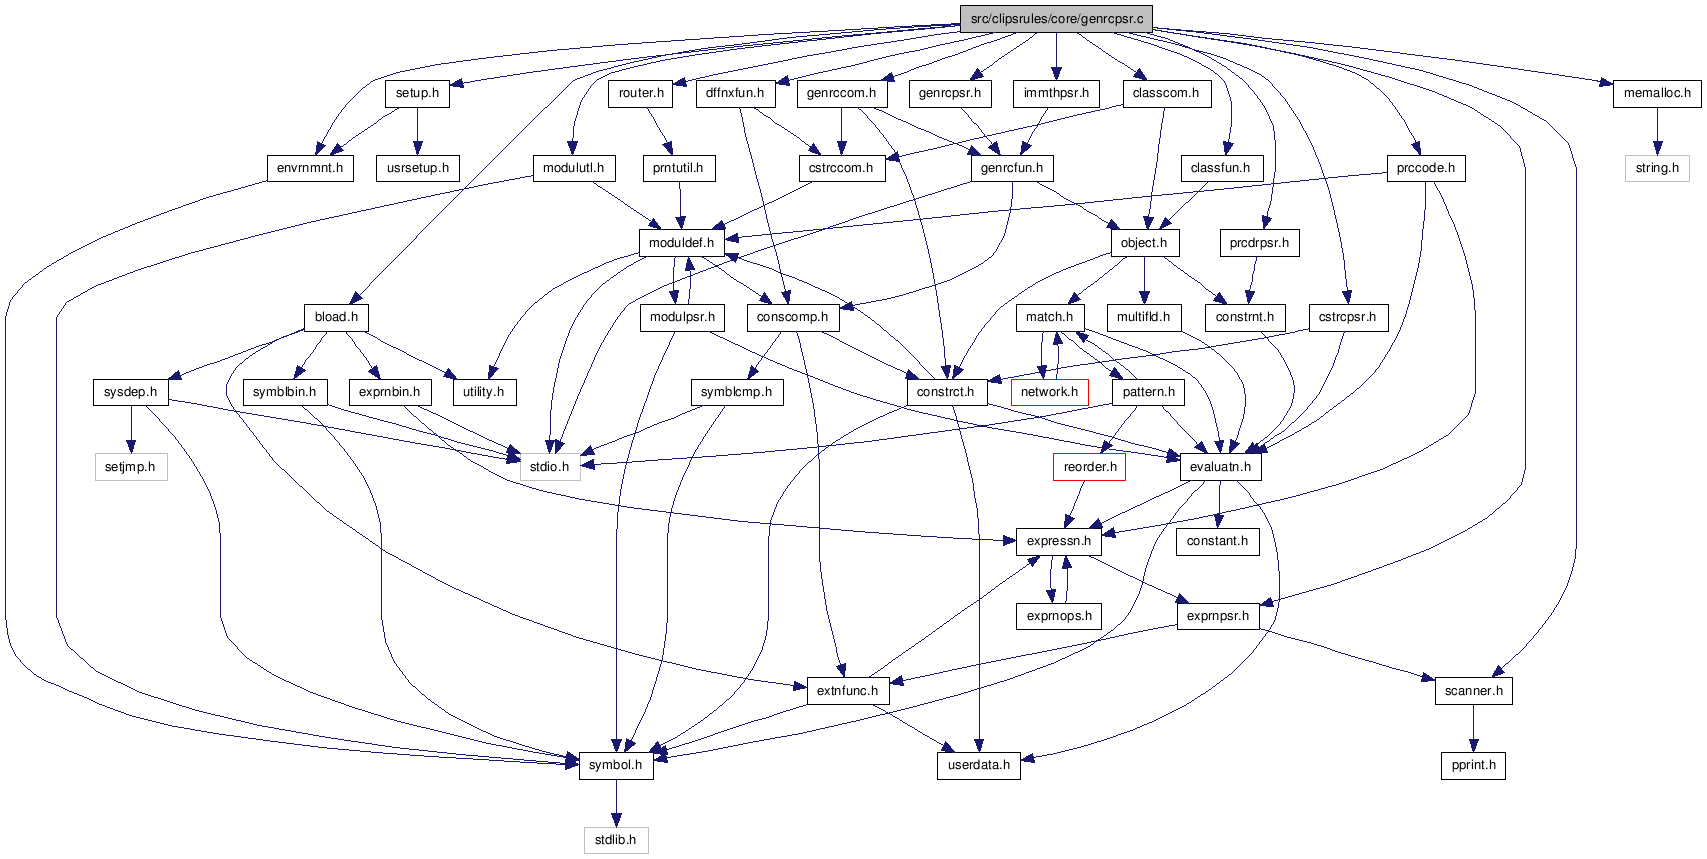 src/clipsrules/core/genrcpsr.c
setup.h
router.h
dffnxfun.h
genrccom.h
genrcpsr.h
immthpsr.h
classcom.h
memalloc.h
envrnmnt.h
usrsetup.h
modulutl.h
prntutil.h
cstrccom.h
genrcfun.h
classfun.h
prccode.h
string.h
moduldef.h
object.h
prcdrpsr.h
bload.h
modulpsr.h
conscomp.h
match.h
multifld.h
constrnt.h
cstrcpsr.h
sysdep.h
symblbin.h
exprnbin.h
utility.h
symblcmp.h
constrct.h
network.h
pattern.h
setjmp.h
stdio.h
reorder.h
evaluatn.h
expressn.h
constant.h
exprnops.h
exprnpsr.h
extnfunc.h
scanner.h
symbol.h
userdata.h
pprint.h
stdlib.h